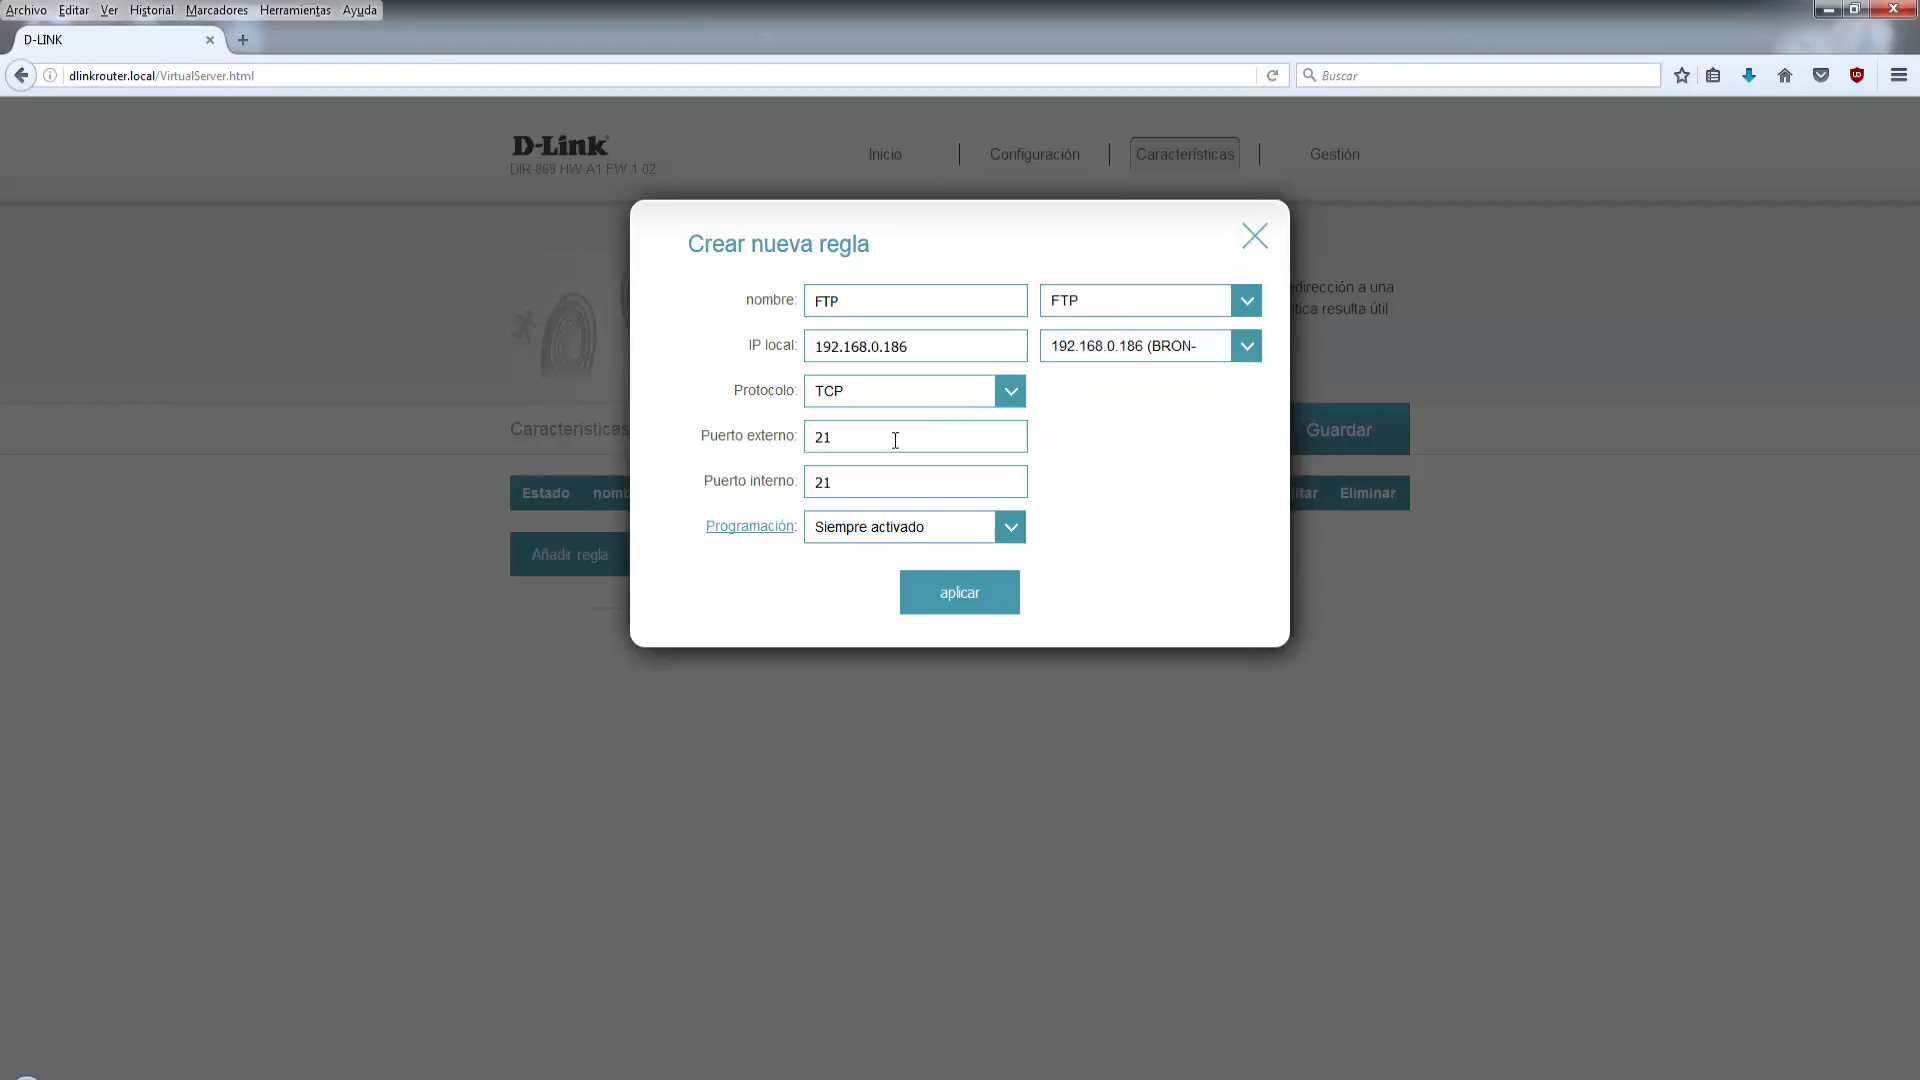 Archivo Editar Ver Historial Marcadores Herramientas Ayuda
D-LINK
dlinkrouter.local/VirtualServer.html
Buscar
D-Link
DIR-869 HW A1 FW 1 02
Inicio
Configuración
Características
Gestión
Crear nueva regla
dirección a una
tica resulta útil
nombre: FTP FTP
IP local: 192.168.0.186 192.168.0.186 (BRON-
Protocolo: TCP
Puerto externo: 21
Características
Guardar
Puerto interno: 21
Estado nomb itar Eliminar
Programación: Siempre activado
Añadir regla
aplicar